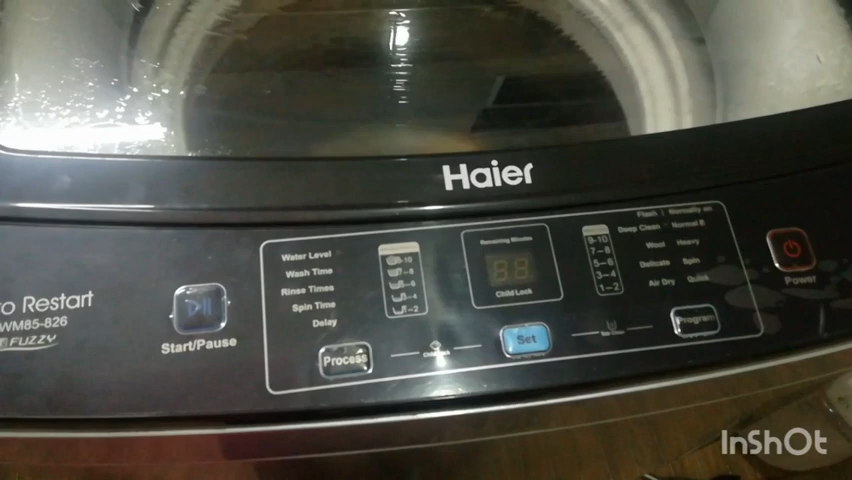 Haier
to Restart
WM85-826
FUZZY
Start/Pause
Water Level
Wash Time
Rinse Times
Spin Time
Delay
Process
Remaining Minutes
88
Child Lock
Set
9-10
7-8
5-6
3-4
1-2
Flash Normally on
Deep Clean Normal
Wool Heavy
Delicate Spin
Air Dry Quick
Program
Power
InShOt